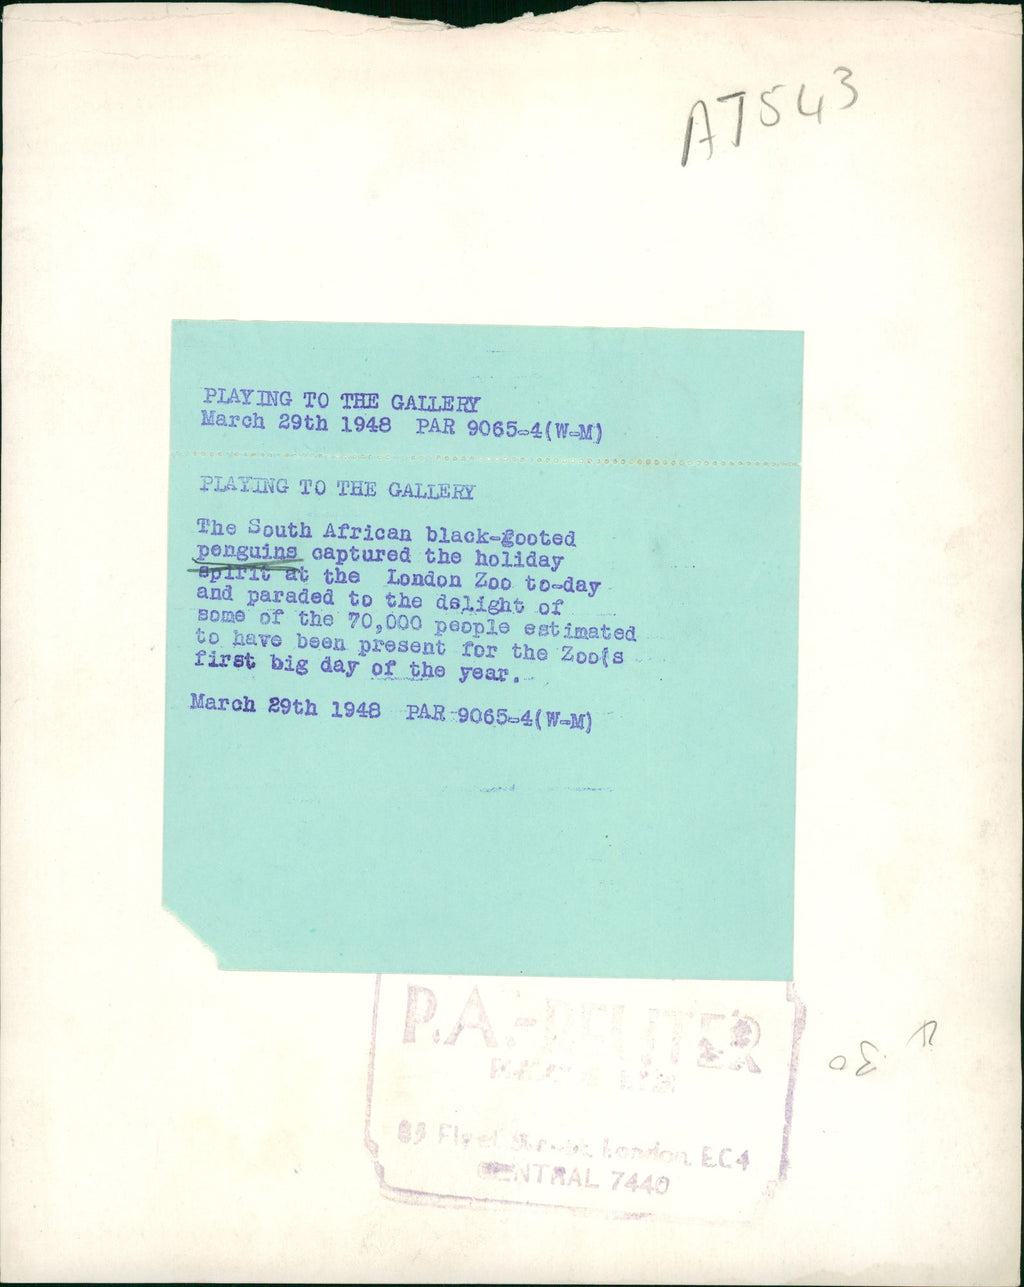 AT543
PLAYING TO THE GALLERY
March 29th 1948 PAR 9065-4(W-M)
PLAYING TO THE GALLERY
The South African black-footed
penguins captured the holiday
spirit at the London Zoo to-day
and paraded to the delight of
some of the 70,000 people estimated
to have been present for the Zoo's
first big day of the year.
March 29th 1948 PAR 9065-4(W-M)
P.A.-REUTER
85 Fleet Street London EC4
CENTRAL 7440
30